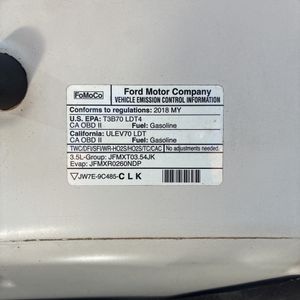 FoMoCo
Ford Motor Company
VEHICLE EMISSION CONTROL INFORMATION
Conforms to regulations: 2018 MY
U.S. EPA: T3B70 LDT4
CA OBD II Fuel: Gasoline
California: ULEV70 LDT
CA OBD II Fuel: Gasoline
TWC/DFI/SFI/WR-HO2S/HO2S/TC/CAC No adjustments needed.
3.5L-Group: JFMXT03.54JK
Evap: JFMXR0260NDP
JW7E-9C485-CLK